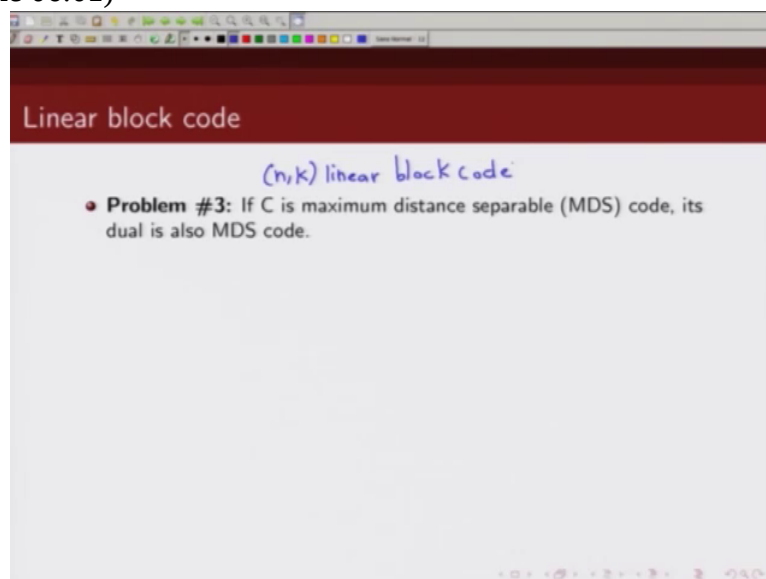 Linear block code
(n,k) linear block code
Problem #3: If C is maximum distance separable (MDS) code, its
dual is also MDS code.